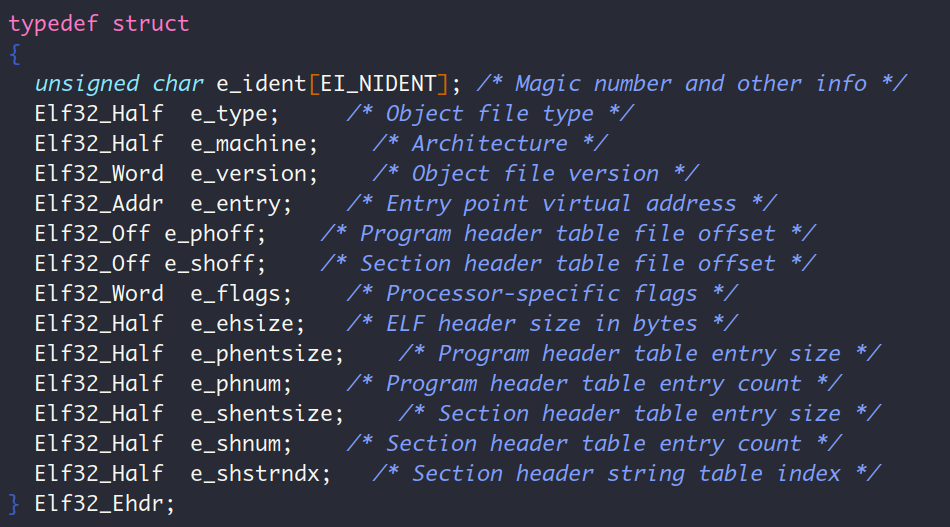 typedef struct
{
  unsigned char e_ident[EI_NIDENT]; /* Magic number and other info */
  Elf32_Half  e_type;     /* Object file type */
  Elf32_Half  e_machine;    /* Architecture */
  Elf32_Word  e_version;    /* Object file version */
  Elf32_Addr  e_entry;    /* Entry point virtual address */
  Elf32_Off e_phoff;    /* Program header table file offset */
  Elf32_Off e_shoff;    /* Section header table file offset */
  Elf32_Word  e_flags;    /* Processor-specific flags */
  Elf32_Half  e_ehsize;   /* ELF header size in bytes */
  Elf32_Half  e_phentsize;    /* Program header table entry size */
  Elf32_Half  e_phnum;    /* Program header table entry count */
  Elf32_Half  e_shentsize;    /* Section header table entry size */
  Elf32_Half  e_shnum;    /* Section header table entry count */
  Elf32_Half  e_shstrndx;   /* Section header string table index */
} Elf32_Ehdr;